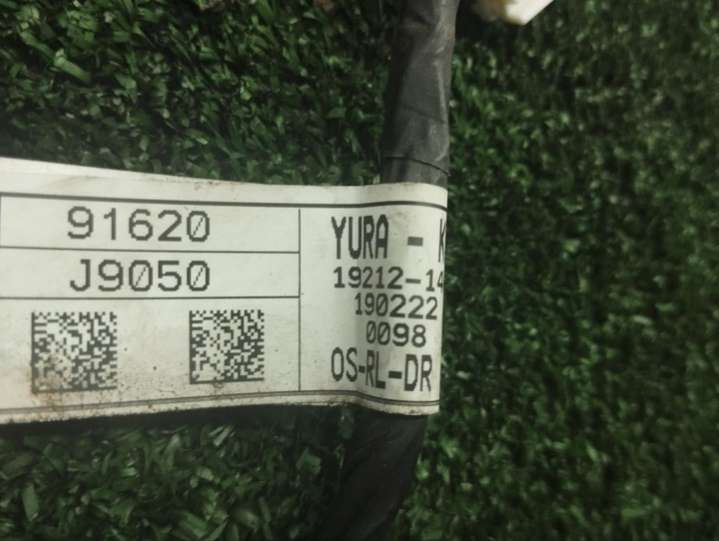 91620
J9050
YURA - K
19212-14
190222
0098
OS-RL-DR